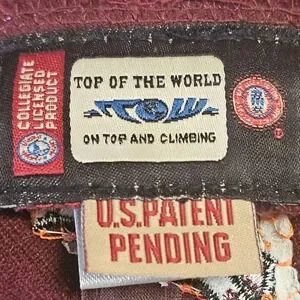 COLLEGIATE
LICENSED
PRODUCT
TOP OF THE WORLD
TOW
ON TOP AND CLIMBING
®
U.S. PATENT
PENDING